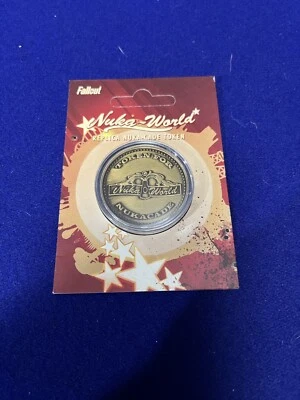 Fallout
Nuka-World
REPLICA NUKA-CADE TOKEN
TOKEN FOR
Nuka World
NUKACADE